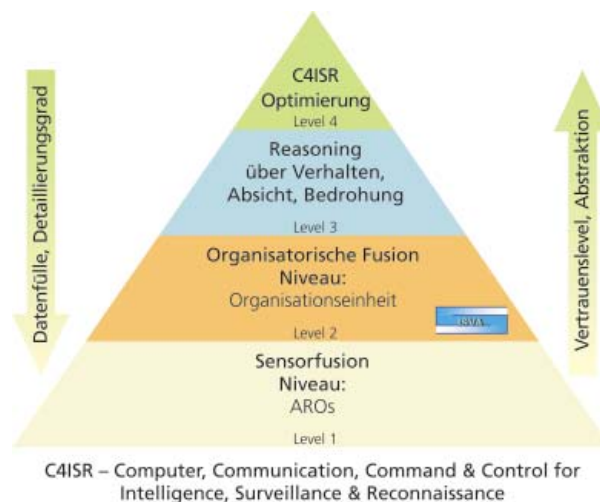 C4ISR
Optimierung
Level 4
Reasoning
über Verhalten,
Absicht, Bedrohung
Level 3
Organisatorische Fusion
Niveau:
Organisationseinheit
Level 2
Sensorfusion
Niveau:
AROs
Level 1
Datenfülle, Detaillierungsgrad
Vertrauenslevel, Abstraktion
C4ISR – Computer, Communication, Command & Control for
Intelligence, Surveillance & Reconnaissance